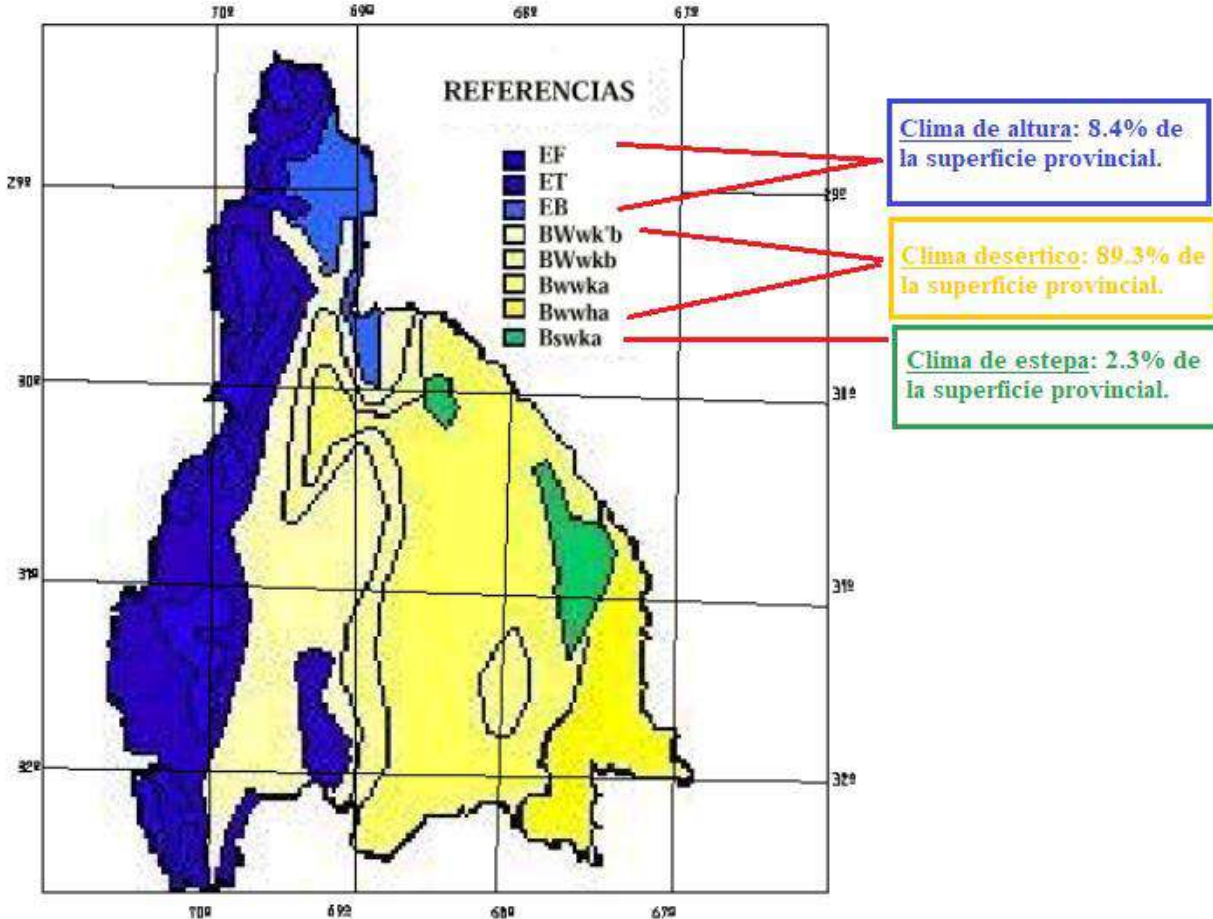 70º 69º 68º 67º
REFERENCIAS
EF
ET
EB
BWwk'b
BWwkb
Bwwka
Bwwha
Bswka
Clima de altura: 8.4% de
la superficie provincial.
Clima desértico: 89.3% de
la superficie provincial.
Clima de estepa: 2.3% de
la superficie provincial.
29º 29º
30º
31º 31º
32º 32º
70º 69º 68º 67º